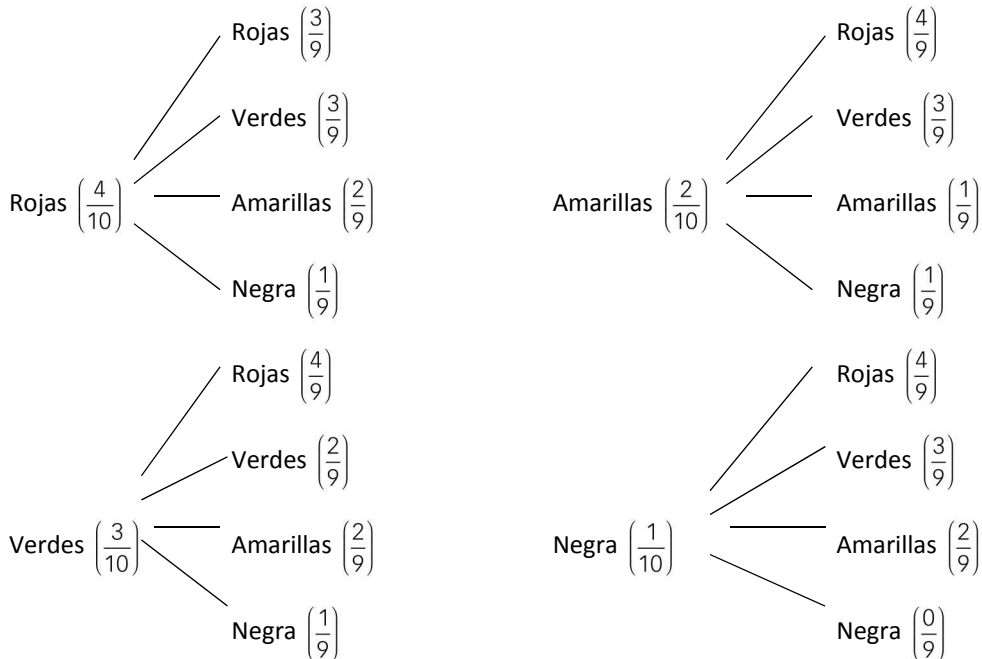 Rojas (3/9)
Verdes (3/9)
Rojas (4/10)
Amarillas (2/9)
Negra (1/9)
Rojas (4/9)
Verdes (3/9)
Amarillas (2/10)
Amarillas (1/9)
Negra (1/9)
Rojas (4/9)
Verdes (2/9)
Verdes (3/10)
Amarillas (2/9)
Negra (1/9)
Rojas (4/9)
Verdes (3/9)
Negra (1/10)
Amarillas (2/9)
Negra (0/9)